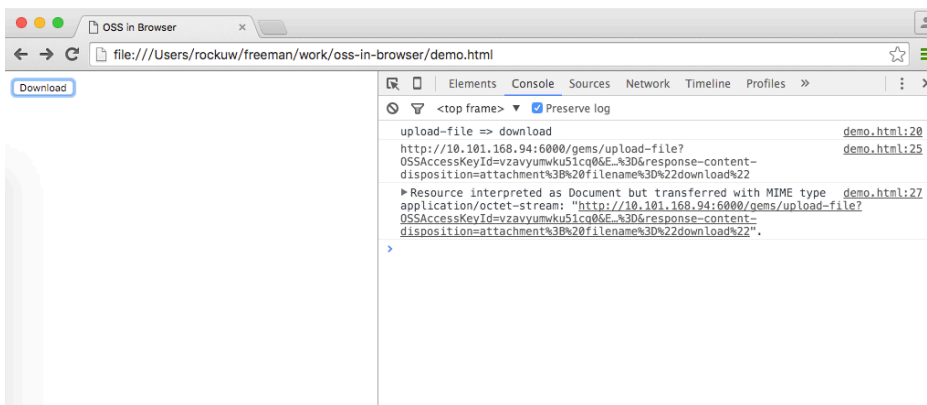 OSS in Browser
file:///Users/rockuw/freeman/work/oss-in-browser/demo.html
Download
Elements Console Sources Network Timeline Profiles »
<top frame> ▼ Preserve log
upload-file => download demo.html:20
http://10.101.168.94:6000/gems/upload-file? demo.html:25
OSSAccessKeyId=vzavyumwku51cq0&E…%3D&response-content-
disposition=attachment%3B%20filename%3D%22download%22
Resource interpreted as Document but transferred with MIME type demo.html:27
application/octet-stream: "http://10.101.168.94:6000/gems/upload-file?
OSSAccessKeyId=vzavyumwku51cq0&E…%3D&response-content-
disposition=attachment%3B%20filename%3D%22download%22".